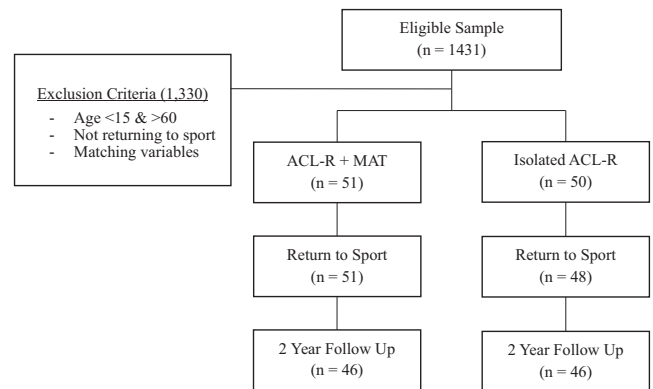 Eligible Sample
(n = 1431)
Exclusion Criteria (1,330)
- Age <15 & >60
- Not returning to sport
- Matching variables
ACL-R + MAT
(n = 51)
Isolated ACL-R
(n = 50)
Return to Sport
(n = 51)
Return to Sport
(n = 48)
2 Year Follow Up
(n = 46)
2 Year Follow Up
(n = 46)